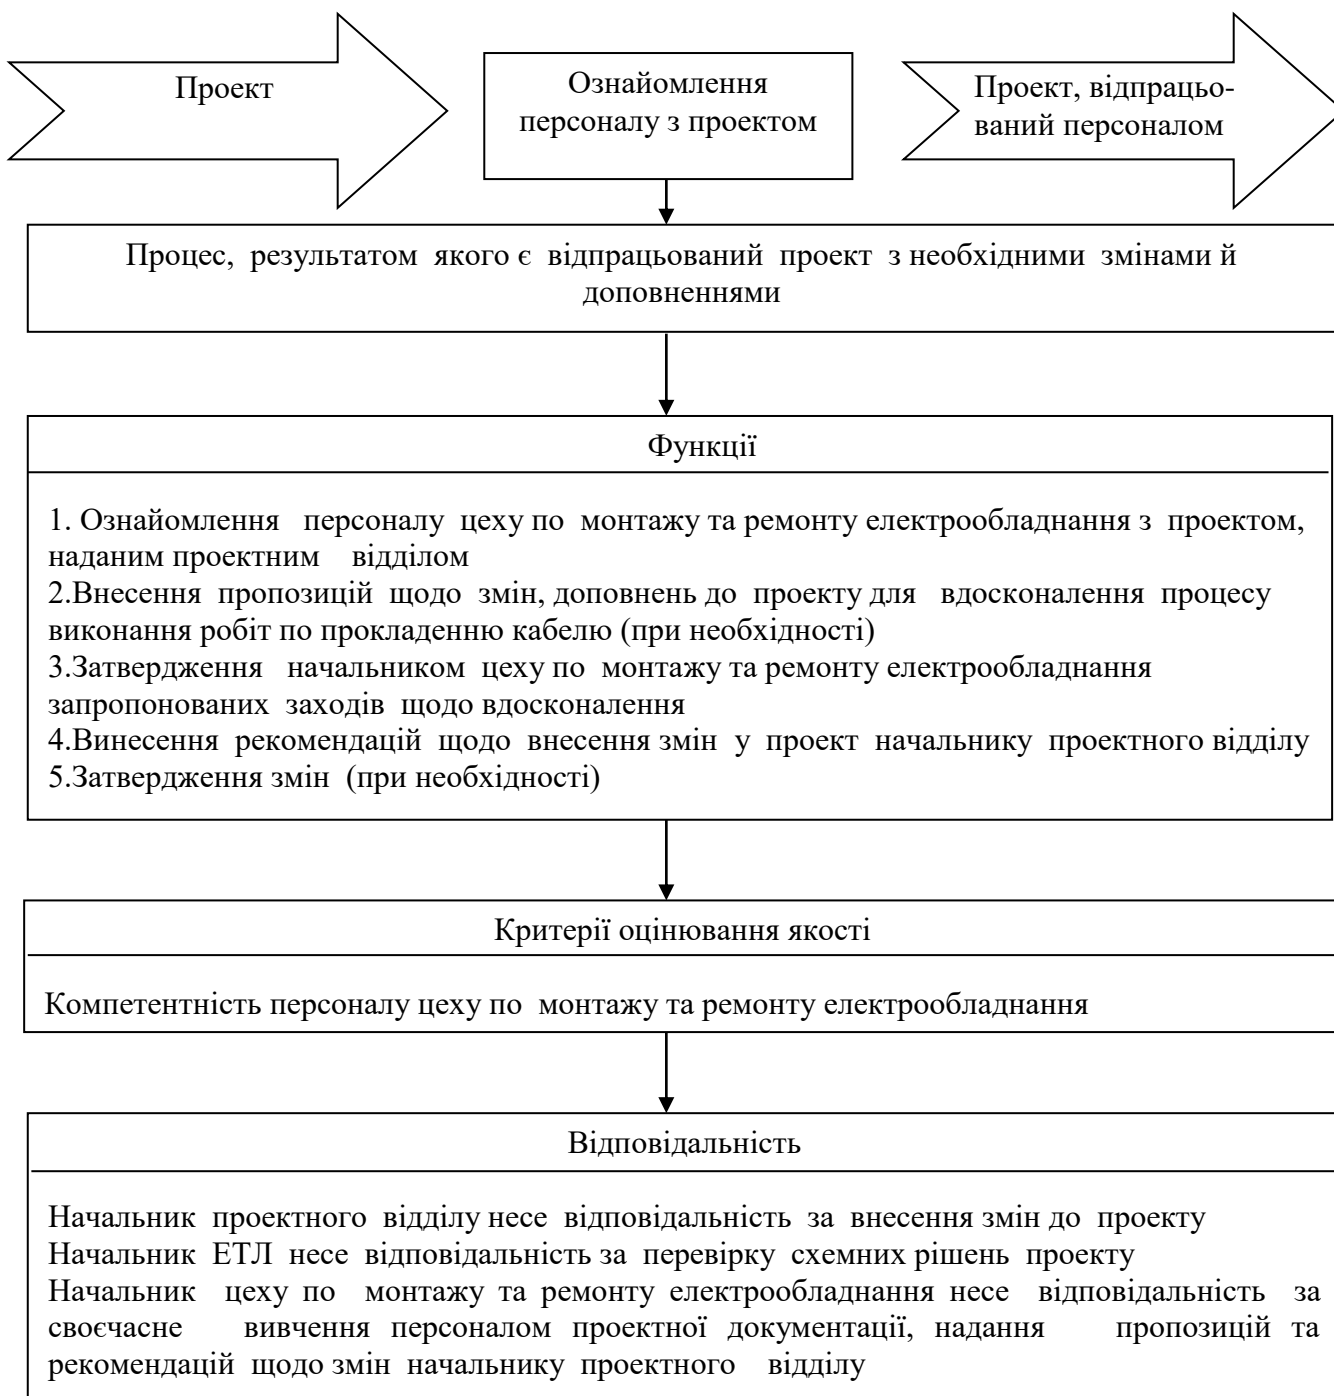 Проект
Ознайомлення
персоналу з проектом
Проект, відпрацьо-
ваний персоналом
Процес, результатом якого є відпрацьований проект з необхідними змінами й
доповненнями
Функції
1. Ознайомлення персоналу цеху по монтажу та ремонту електрообладнання з проектом,
наданим проектним відділом
2.Внесення пропозицій щодо змін, доповнень до проекту для вдосконалення процесу
виконання робіт по прокладенню кабелю (при необхідності)
3.Затвердження начальником цеху по монтажу та ремонту електрообладнання
запропонованих заходів щодо вдосконалення
4.Винесення рекомендацій щодо внесення змін у проект начальнику проектного відділу
5.Затвердження змін (при необхідності)
Критерії оцінювання якості
Компетентність персоналу цеху по монтажу та ремонту електрообладнання
Відповідальність
Начальник проектного відділу несе відповідальність за внесення змін до проекту
Начальник ЕТЛ несе відповідальність за перевірку схемних рішень проекту
Начальник цеху по монтажу та ремонту електрообладнання несе відповідальність за
своєчасне вивчення персоналом проектної документації, надання пропозицій та
рекомендацій щодо змін начальнику проектного відділу